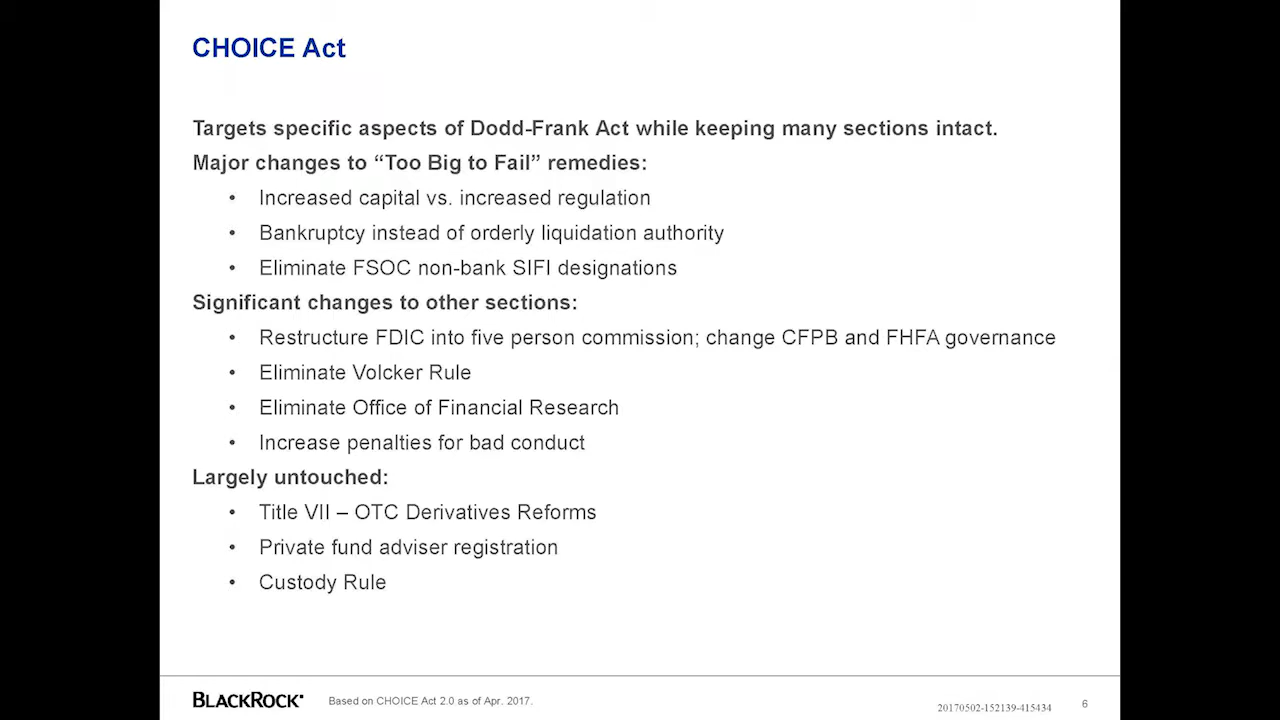 CHOICE Act
Targets specific aspects of Dodd-Frank Act while keeping many sections intact.
Major changes to “Too Big to Fail” remedies:
• Increased capital vs. increased regulation
• Bankruptcy instead of orderly liquidation authority
• Eliminate FSOC non-bank SIFI designations
Significant changes to other sections:
• Restructure FDIC into five person commission; change CFPB and FHFA governance
• Eliminate Volcker Rule
• Eliminate Office of Financial Research
• Increase penalties for bad conduct
Largely untouched:
• Title VII – OTC Derivatives Reforms
• Private fund adviser registration
• Custody Rule
BLACKROCK
Based on CHOICE Act 2.0 as of Apr. 2017.
20170502-152139-415434
6